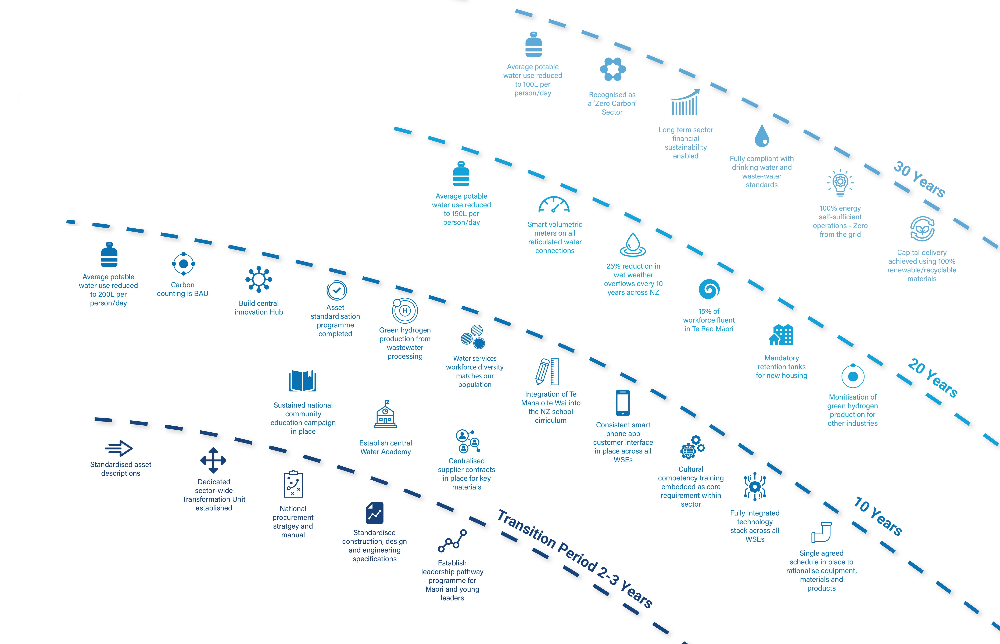 Average potable
water use reduced
to 100L per
person/day
Recognised as
a ‘Zero Carbon’
Sector
Long term sector
financial
sustainability
enabled
Fully compliant with
drinking water and
waste-water
standards
100% energy
self-sufficient
operations - Zero
from the grid
Capital delivery
achieved using 100%
renewable/recyclable
materials
30 Years
Average potable
water use reduced
to 150L per
person/day
Smart volumetric
meters on all
reticulated water
connections
25% reduction in
wet weather
overflows every 10
years across NZ
15% of
workforce fluent
in Te Reo Māori
Mandatory
retention tanks
for new housing
Monitisation of
green hydrogen
production for
other industries
20 Years
Average potable
water use reduced
to 200L per
person/day
Carbon
counting is BAU
Build central
innovation Hub
Asset
standardisation
programme
completed
H
Green hydrogen
production from
wastewater
processing
Water services
workforce diversity
matches our
population
Integration of Te
Mana o te Wai into
the NZ school
cirriculum
Consistent smart
phone app
customer interface
in place across all
WSEs
Cultural
competency training
embedded as core
requirement within
sector
Fully integrated
technology
stack across all
WSEs
Single agreed
schedule in place to
rationalise equipment,
materials and
products
10 Years
Sustained national
community
education campaign
in place
Establish central
Water Academy
Centralised
supplier contracts
in place for key
materials
Standardised asset
descriptions
Dedicated
sector-wide
Transformation Unit
established
National
procurement
stratgey and
manual
Standardised
construction, design
and engineering
specifications
Establish
leadership pathway
programme for
Maori and young
leaders
Transition Period 2-3 Years